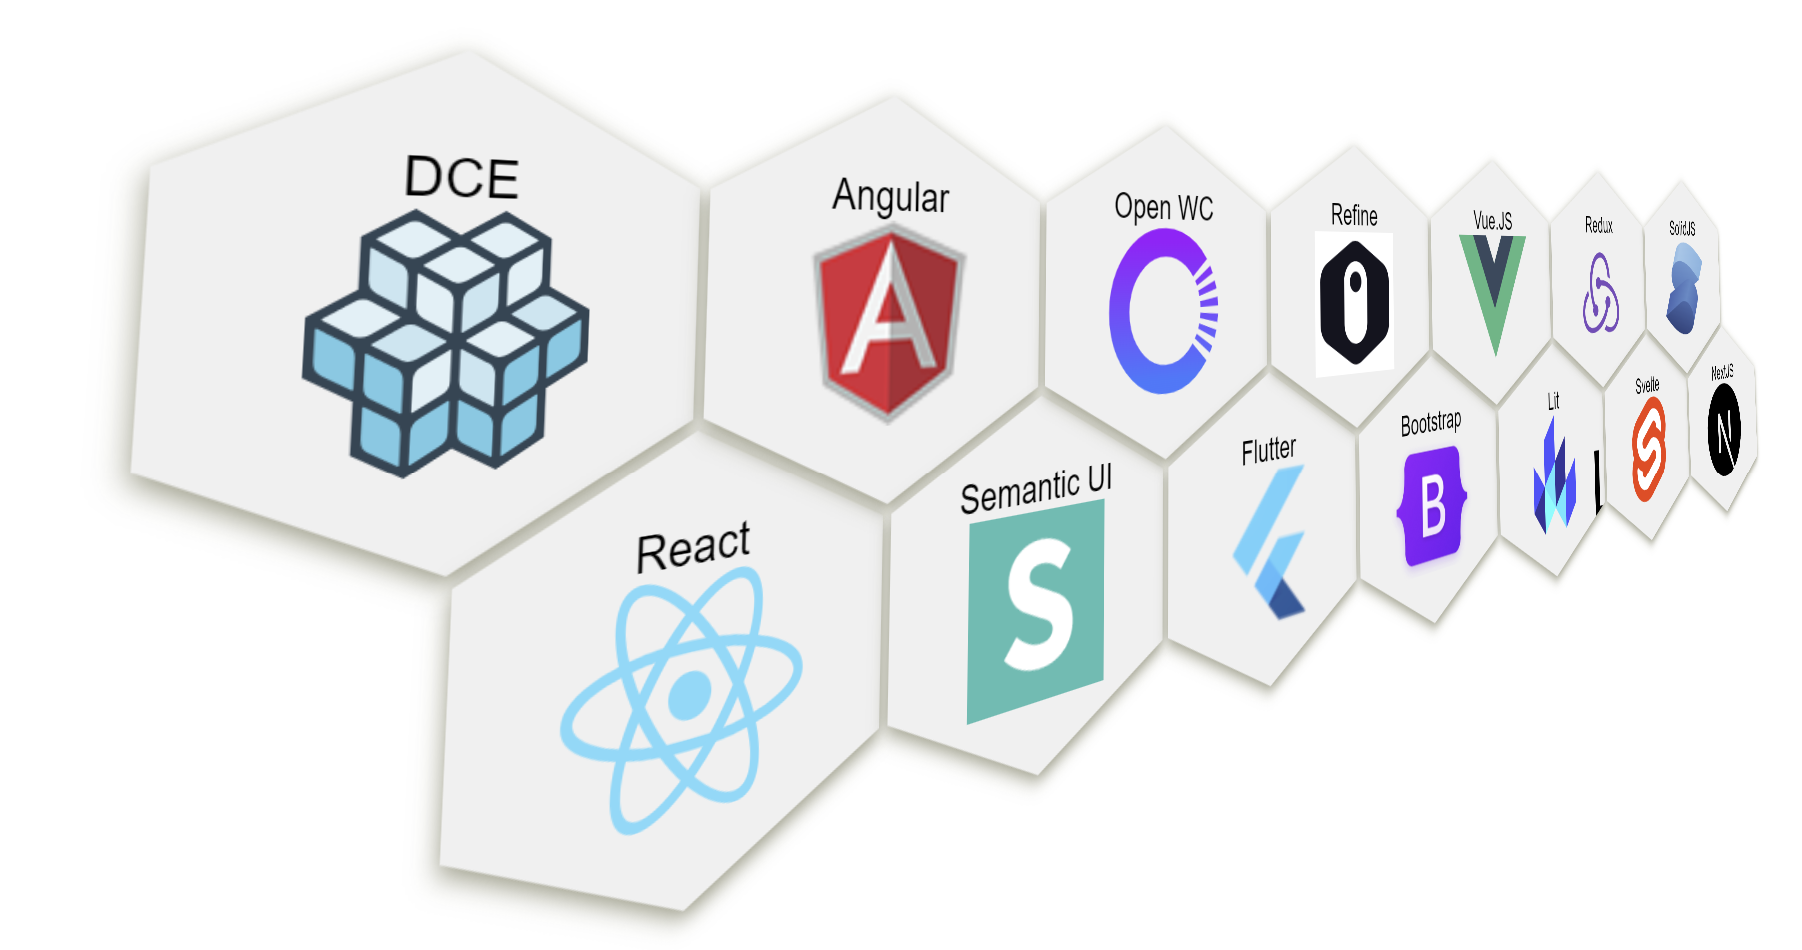 DCE
Angular
Open WC
Refine
Vue.JS
Redux
SolidJS
React
Semantic UI
S
Flutter
Bootstrap
B
Lit
Svelte
NextJS
N